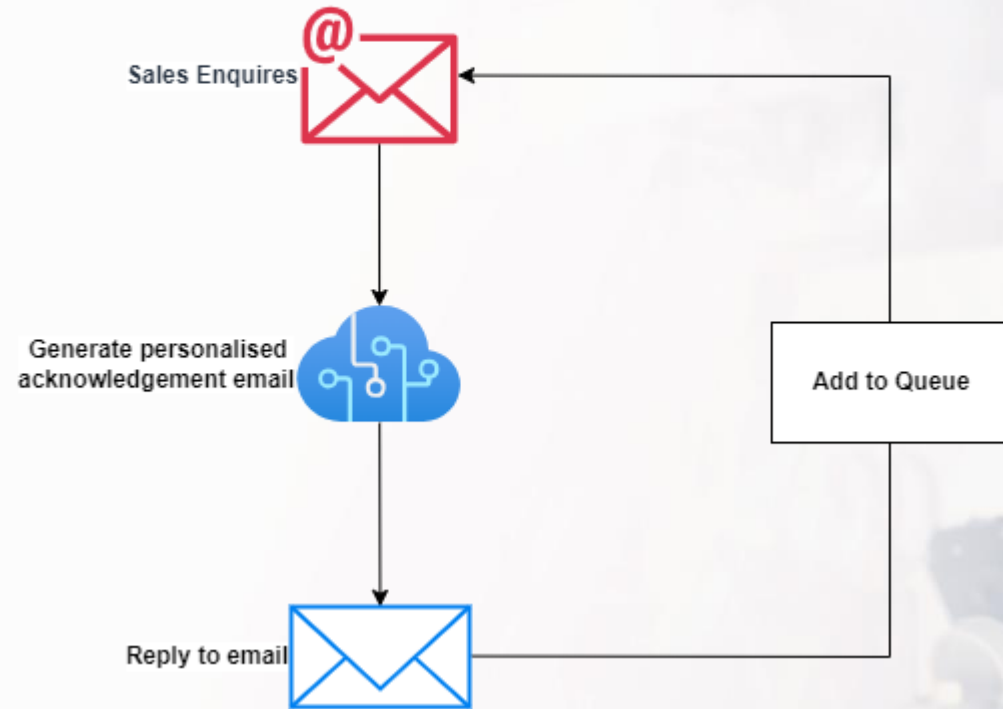 @
Sales Enquires
Generate personalised
acknowledgement email
Add to Queue
Reply to email